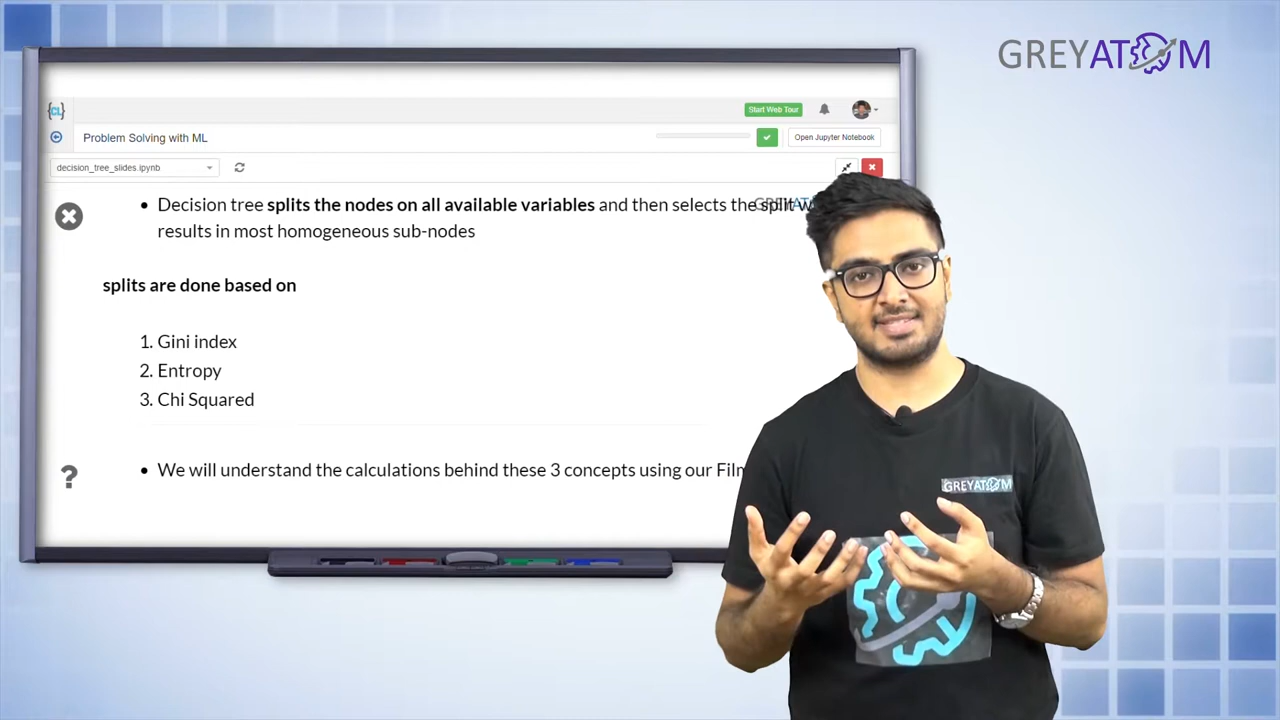 GREYATOM
Start Web Tour
Problem Solving with ML
Open Jupyter Notebook
decision_tree_slides.ipynb
Decision tree splits the nodes on all available variables and then selects the split
results in most homogeneous sub-nodes
splits are done based on
1. Gini index
2. Entropy
3. Chi Squared
? We will understand the calculations behind these 3 concepts using our
GREYATOM